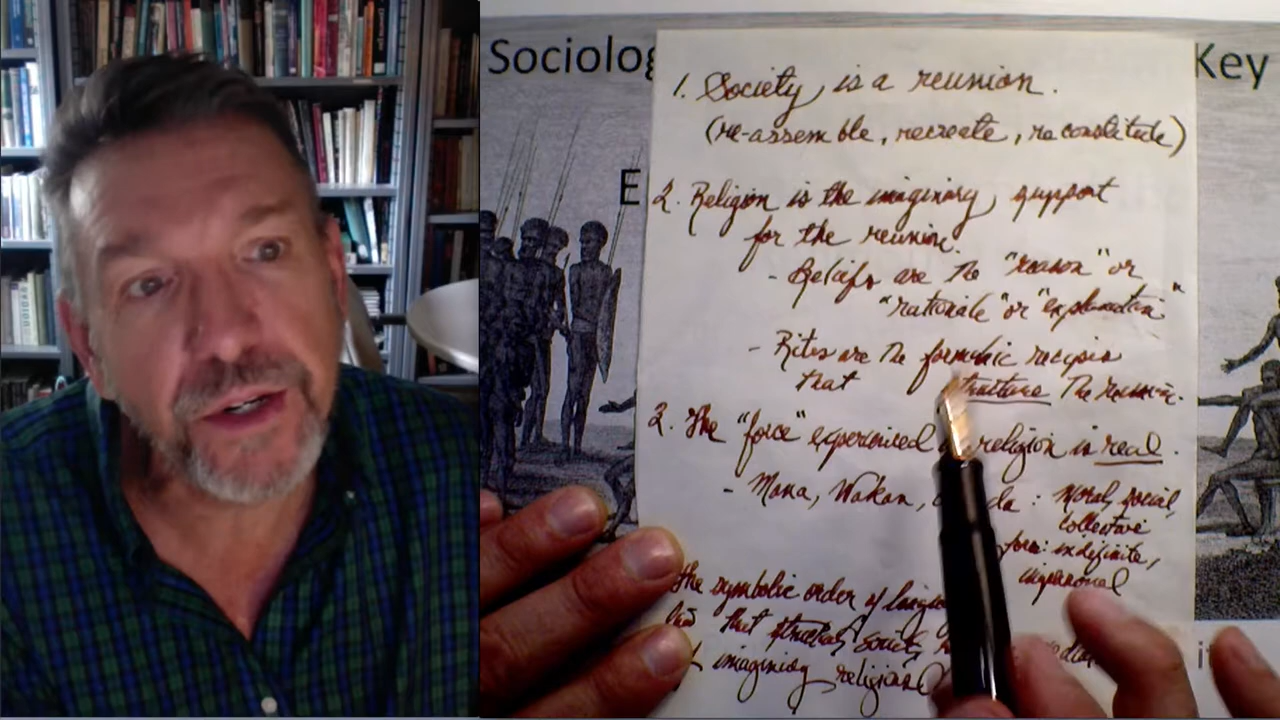 Sociolog
Key
E
1. Society is a reunion.
(re-assemble, recreate, reconstitute)
2. Religion is the imaginary support
for the reunion.
- Beliefs are the "reason" or
"rationale" or "explanation"
- Rites are the formulaic recipes
that structure the reunion.
3. The "force" experienced religion is real.
- Mana, Wakan, da: Moral, social,
collective
force: indefinite,
impersonal
The symbolic order of
that structures society
imaginary religious